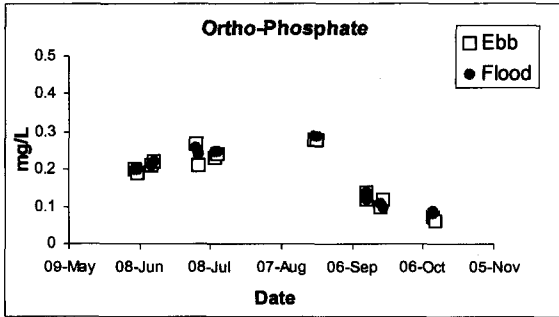 Ortho-Phosphate
Ebb
Flood
0.5
0.4
0.3
0.2
0.1
0
mg/L
09-May 08-Jun 08-Jul 07-Aug 06-Sep 06-Oct 05-Nov
Date